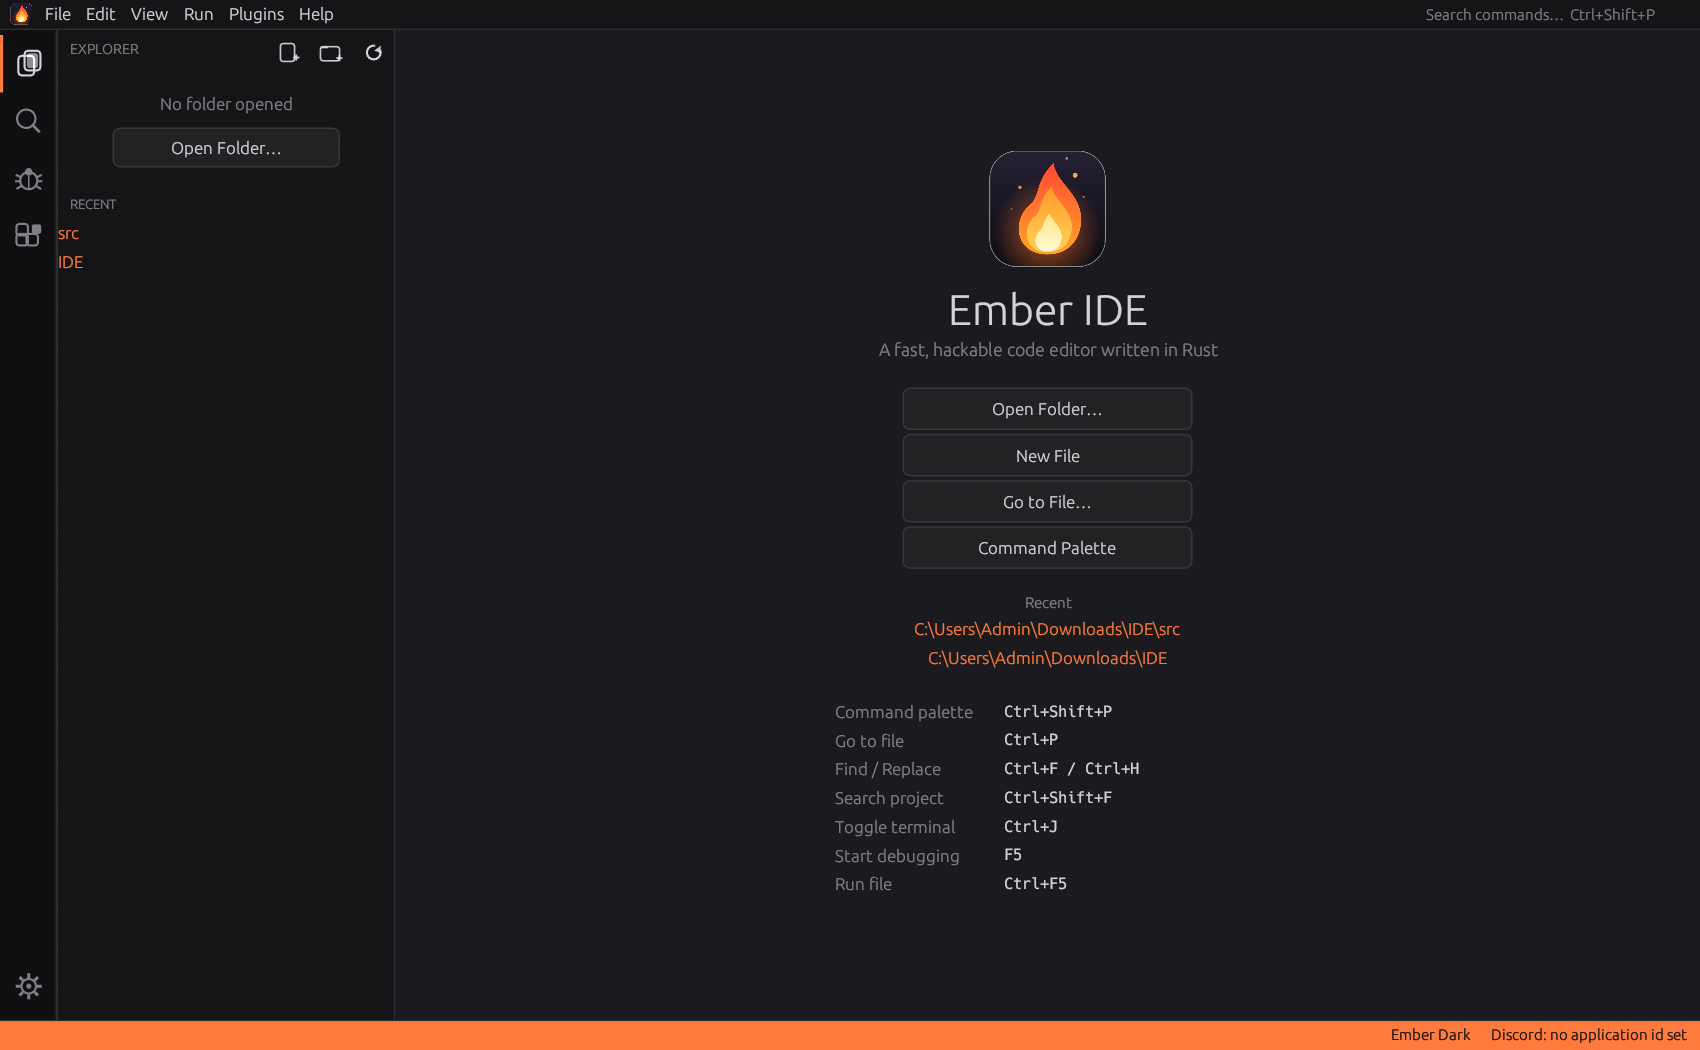 File Edit View Run Plugins Help
Search commands... Ctrl+Shift+P
EXPLORER
No folder opened
Open Folder...
RECENT
src
IDE
Ember IDE
A fast, hackable code editor written in Rust
Open Folder...
New File
Go to File...
Command Palette
Recent
C:\Users\Admin\Downloads\IDE\src
C:\Users\Admin\Downloads\IDE
Command palette Ctrl+Shift+P
Go to file Ctrl+P
Find / Replace Ctrl+F / Ctrl+H
Search project Ctrl+Shift+F
Toggle terminal Ctrl+J
Start debugging F5
Run file Ctrl+F5
Ember Dark Discord: no application id set